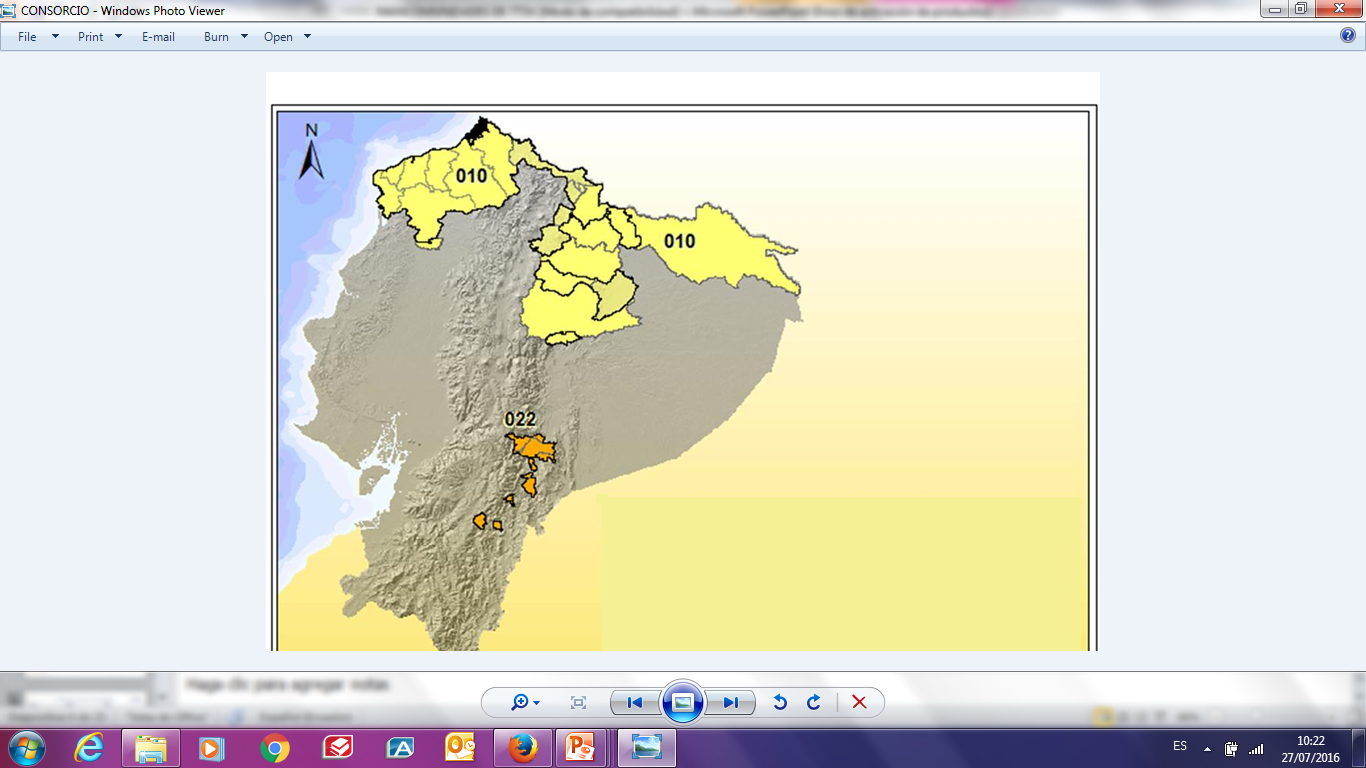 CONSORCIO - Windows Photo Viewer
File Print E-mail Burn Open
N
010
010
022
Haga clic para agregar notas
ES
10:22
27/07/2016